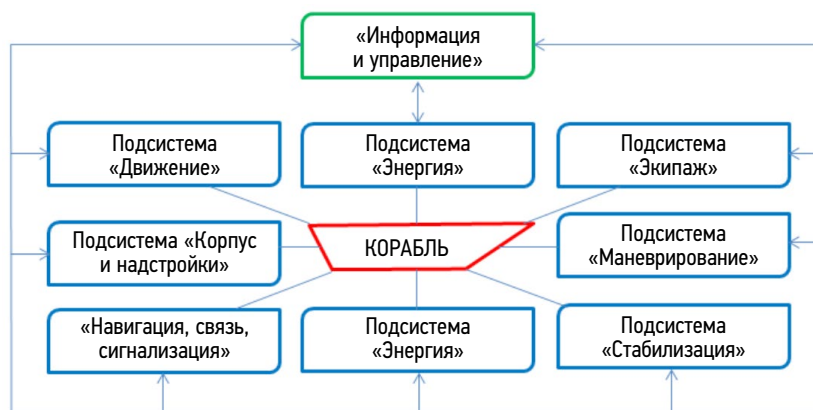 «Информация
и управление»
Подсистема
«Движение»
Подсистема
«Энергия»
Подсистема
«Экипаж»
Подсистема «Корпус
и надстройки»
КОРАБЛЬ
Подсистема
«Маневрирование»
«Навигация, связь,
сигнализация»
Подсистема
«Энергия»
Подсистема
«Стабилизация»